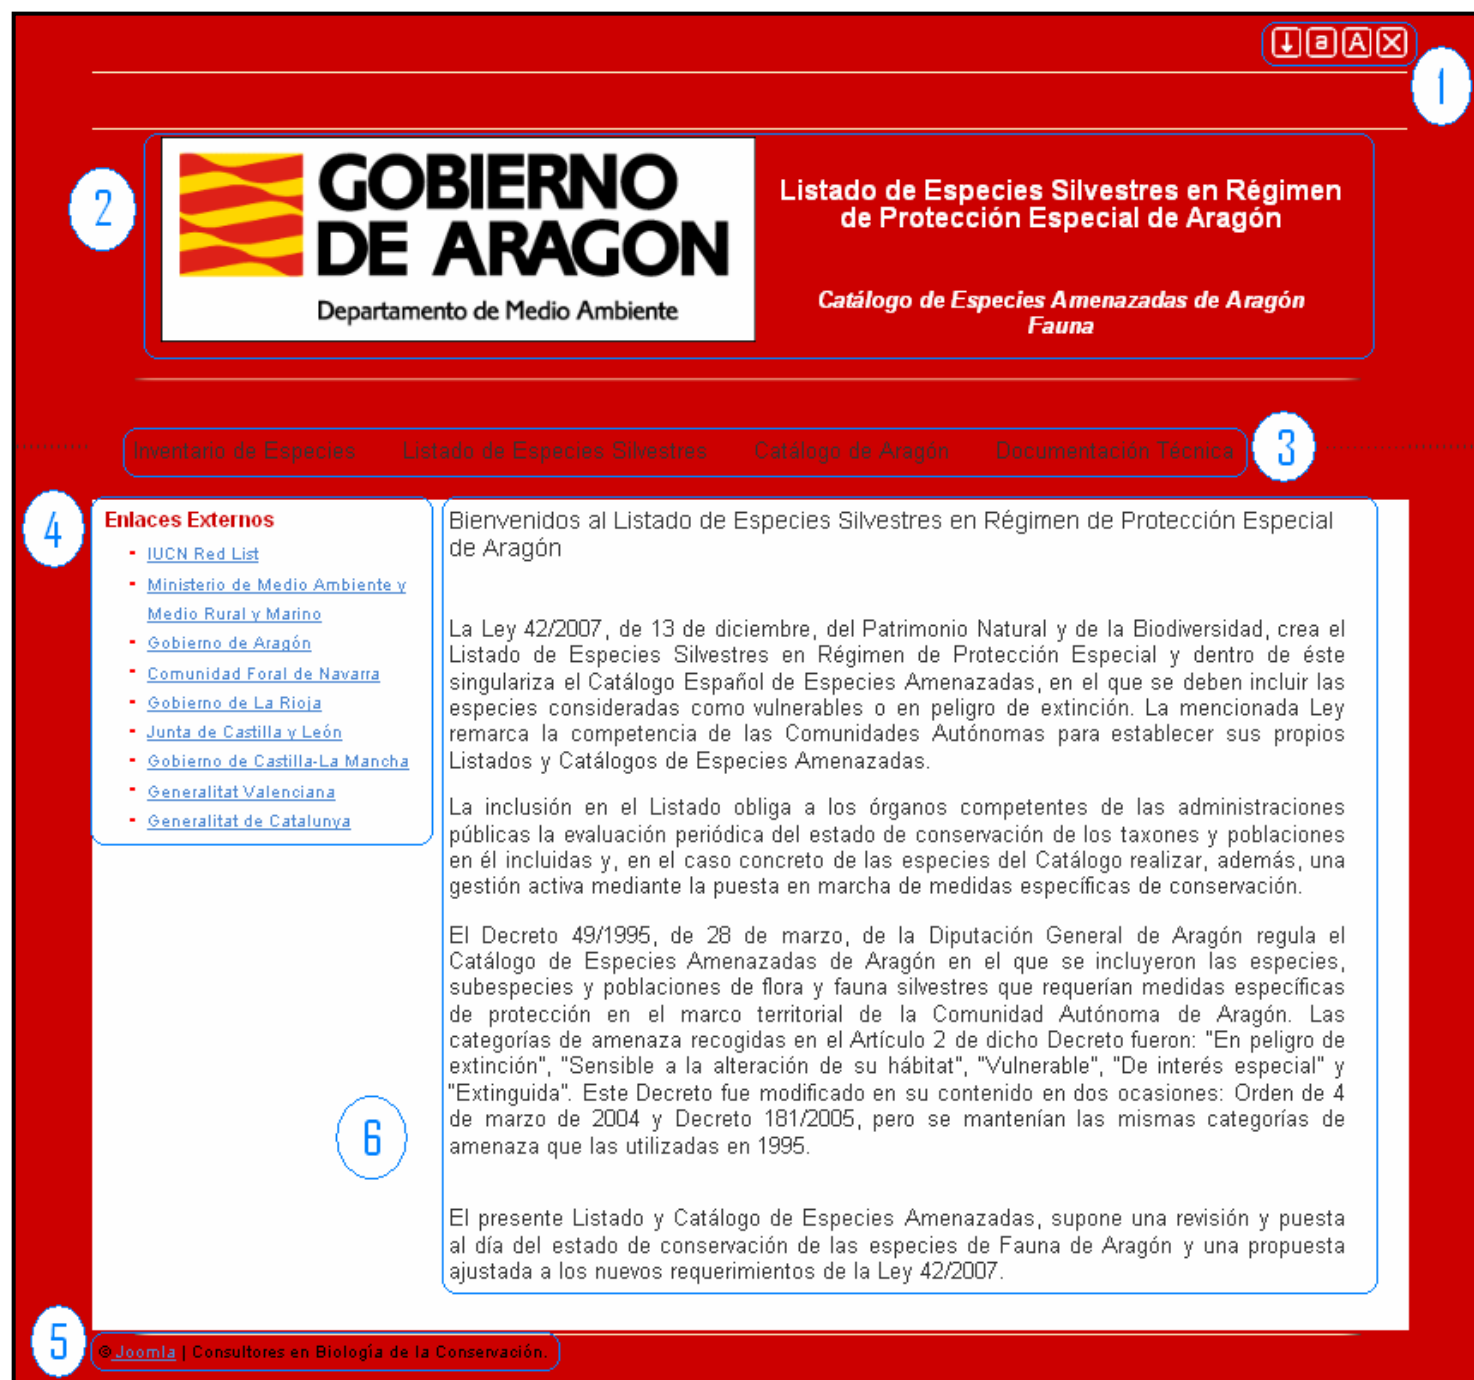 a A
1
2
GOBIERNO
DE ARAGON
Departamento de Medio Ambiente
Listado de Especies Silvestres en Régimen
de Protección Especial de Aragón
Catálogo de Especies Amenazadas de Aragón
Fauna
Inventario de Especies Listado de Especies Silvestres Catálogo de Aragón Documentación Técnica
3
4
Enlaces Externos
IUCN Red List
Ministerio de Medio Ambiente y
Medio Rural y Marino
Gobierno de Aragón
Comunidad Foral de Navarra
Gobierno de La Rioja
Junta de Castilla y León
Gobierno de Castilla-La Mancha
Generalitat Valenciana
Generalitat de Catalunya
Bienvenidos al Listado de Especies Silvestres en Régimen de Protección Especial
de Aragón
La Ley 42/2007, de 13 de diciembre, del Patrimonio Natural y de la Biodiversidad, crea el
Listado de Especies Silvestres en Régimen de Protección Especial y dentro de éste
singulariza el Catálogo Español de Especies Amenazadas, en el que se deben incluir las
especies consideradas como vulnerables o en peligro de extinción. La mencionada Ley
remarca la competencia de las Comunidades Autónomas para establecer sus propios
Listados y Catálogos de Especies Amenazadas.
La inclusión en el Listado obliga a los órganos competentes de las administraciones
públicas la evaluación periódica del estado de conservación de los taxones y poblaciones
en él incluidas y, en el caso concreto de las especies del Catálogo realizar, además, una
gestión activa mediante la puesta en marcha de medidas específicas de conservación.
El Decreto 49/1995, de 28 de marzo, de la Diputación General de Aragón regula el
Catálogo de Especies Amenazadas de Aragón en el que se incluyeron las especies,
subespecies y poblaciones de flora y fauna silvestres que requerían medidas específicas
de protección en el marco territorial de la Comunidad Autónoma de Aragón. Las
categorías de amenaza recogidas en el Artículo 2 de dicho Decreto fueron: "En peligro de
extinción", "Sensible a la alteración de su hábitat", "Vulnerable", "De interés especial" y
"Extinguida". Este Decreto fue modificado en su contenido en dos ocasiones: Orden de 4
de marzo de 2004 y Decreto 181/2005, pero se mantenían las mismas categorías de
amenaza que las utilizadas en 1995.
6
El presente Listado y Catálogo de Especies Amenazadas, supone una revisión y puesta
al día del estado de conservación de las especies de Fauna de Aragón y una propuesta
ajustada a los nuevos requerimientos de la Ley 42/2007.
5
© Joomla | Consultores en Biología de la Conservación.